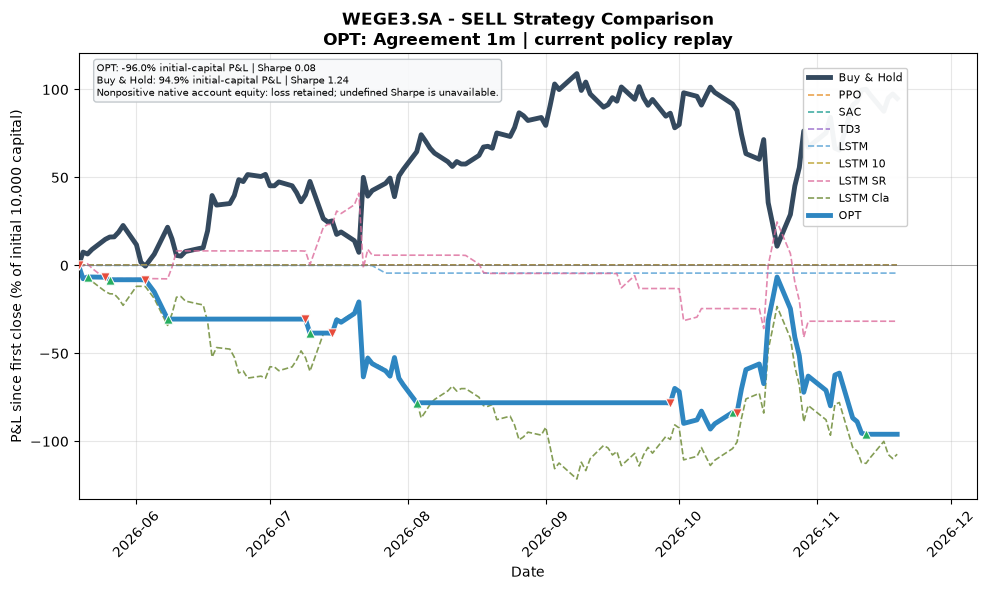 WEGE3.SA - SELL Strategy Comparison
OPT: Agreement 1m | current policy replay
OPT: -96.0% initial-capital P&L | Sharpe 0.08
Buy & Hold: 94.9% initial-capital P&L | Sharpe 1.24
Nonpositive native account equity: loss retained; undefined Sharpe is unavailable.
Buy & Hold
PPO
SAC
TD3
LSTM
LSTM 10
LSTM SR
LSTM Cla
OPT
P&L since first close (% of initial 10,000 capital)
100
50
0
−50
−100
2026-06
2026-07
2026-08
2026-09
2026-10
2026-11
2026-12
Date